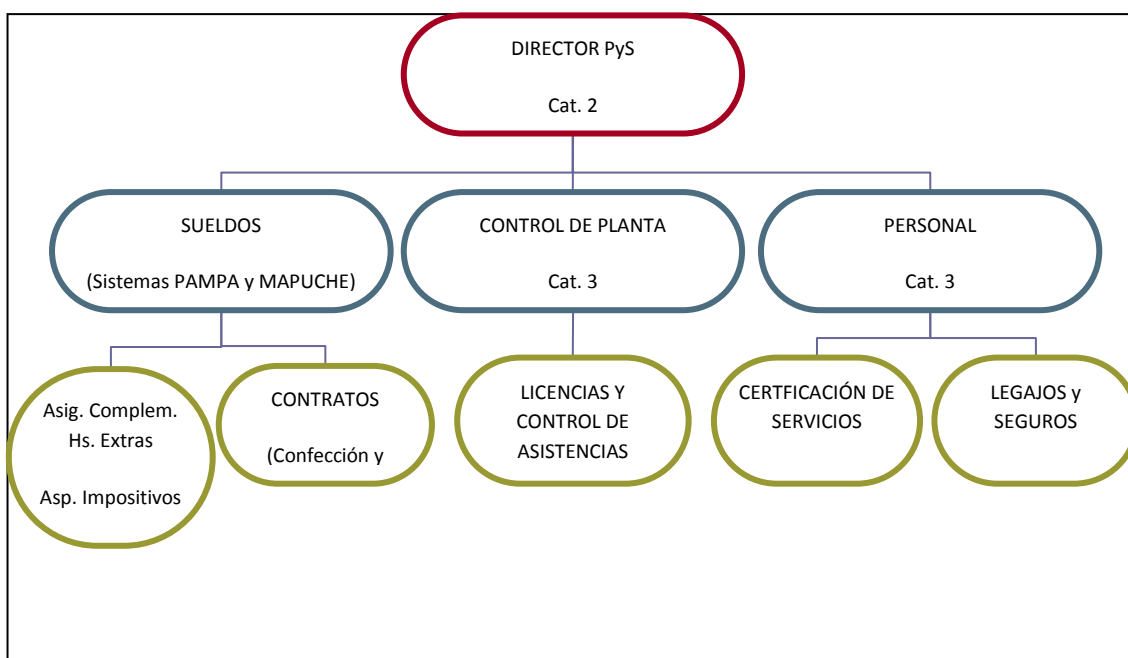 DIRECTOR PyS
Cat. 2
SUELDOS
(Sistemas PAMPA y MAPUCHE)
CONTROL DE PLANTA
Cat. 3
PERSONAL
Cat. 3
Asig. Complem.
Hs. Extras
Asp. Impositivos
CONTRATOS
(Confección y
LICENCIAS Y
CONTROL DE
ASISTENCIAS
CERTFICACIÓN DE
SERVICIOS
LEGAJOS y
SEGUROS